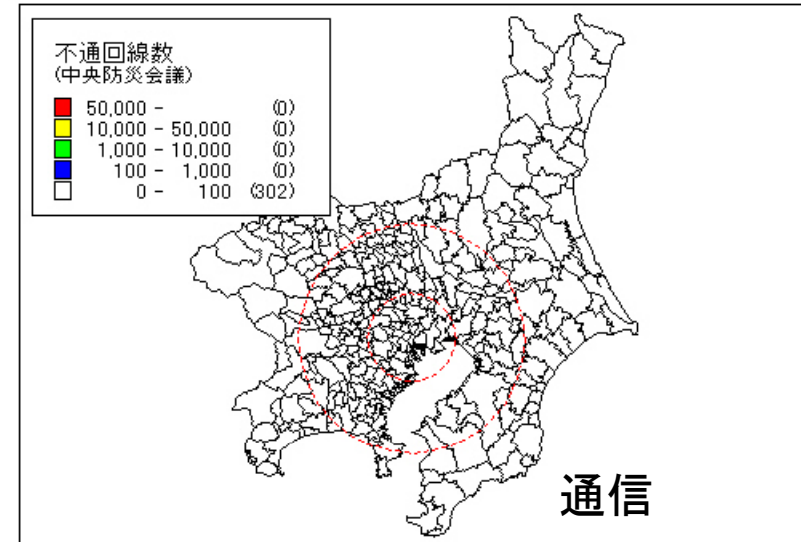 不通回線数
(中央防災会議)
50,000 - (0)
10,000 - 50,000 (0)
1,000 - 10,000 (0)
100 - 1,000 (0)
0 - 100 (302)
通信